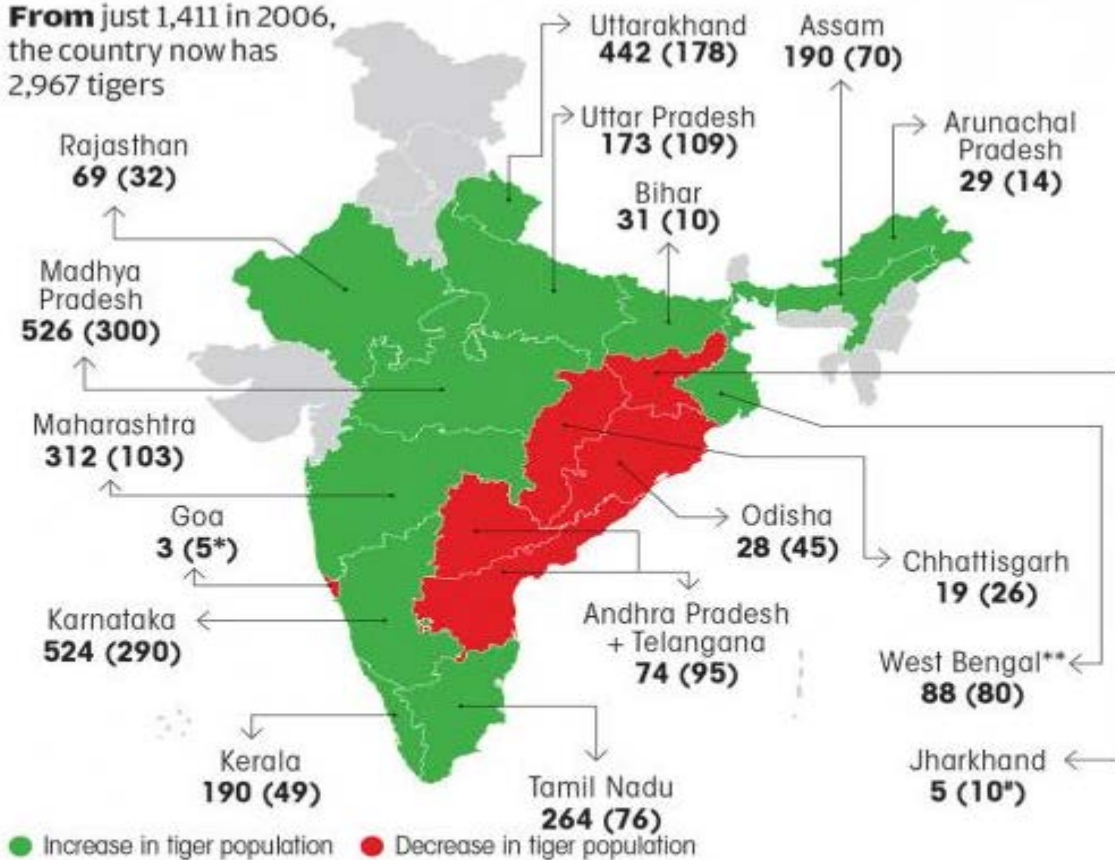 From just 1,411 in 2006,
the country now has
2,967 tigers
Uttarakhand
442 (178)
Assam
190 (70)
Uttar Pradesh
173 (109)
Arunachal
Pradesh
29 (14)
Rajasthan
69 (32)
Bihar
31 (10)
Madhya
Pradesh
526 (300)
Maharashtra
312 (103)
Goa
3 (5*)
Odisha
28 (45)
Chhattisgarh
19 (26)
Karnataka
524 (290)
Andhra Pradesh
+ Telangana
74 (95)
West Bengal**
88 (80)
Kerala
190 (49)
Tamil Nadu
264 (76)
Jharkhand
5 (10#)
Increase in tiger population
Decrease in tiger population